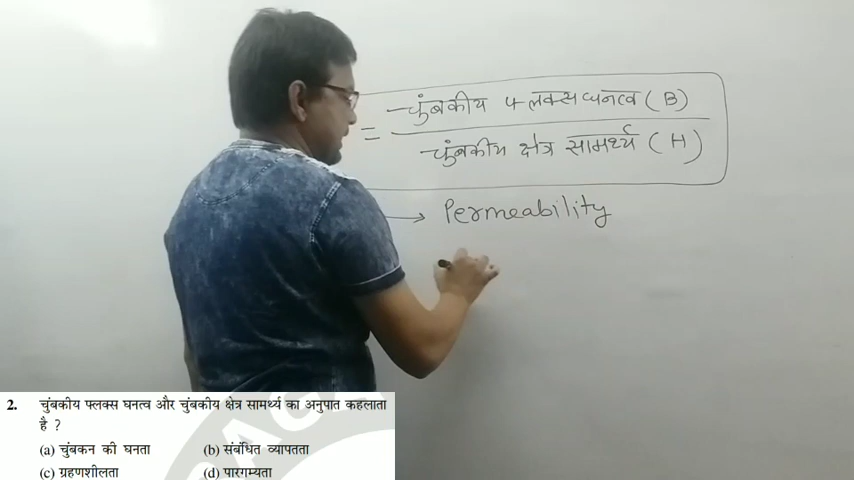 = चुंबकीय फ्लक्स घनत्व (B)
चुंबकीय क्षेत्र सामर्थ्य (H)
→ Permeability
2. चुंबकीय फ्लक्स घनत्व और चुंबकीय क्षेत्र सामर्थ्य का अनुपात कहलाता
है ?
(a) चुंबकन की घनता (b) संबंधित व्यापतता
(c) ग्रहणशीलता (d) पारगम्यता